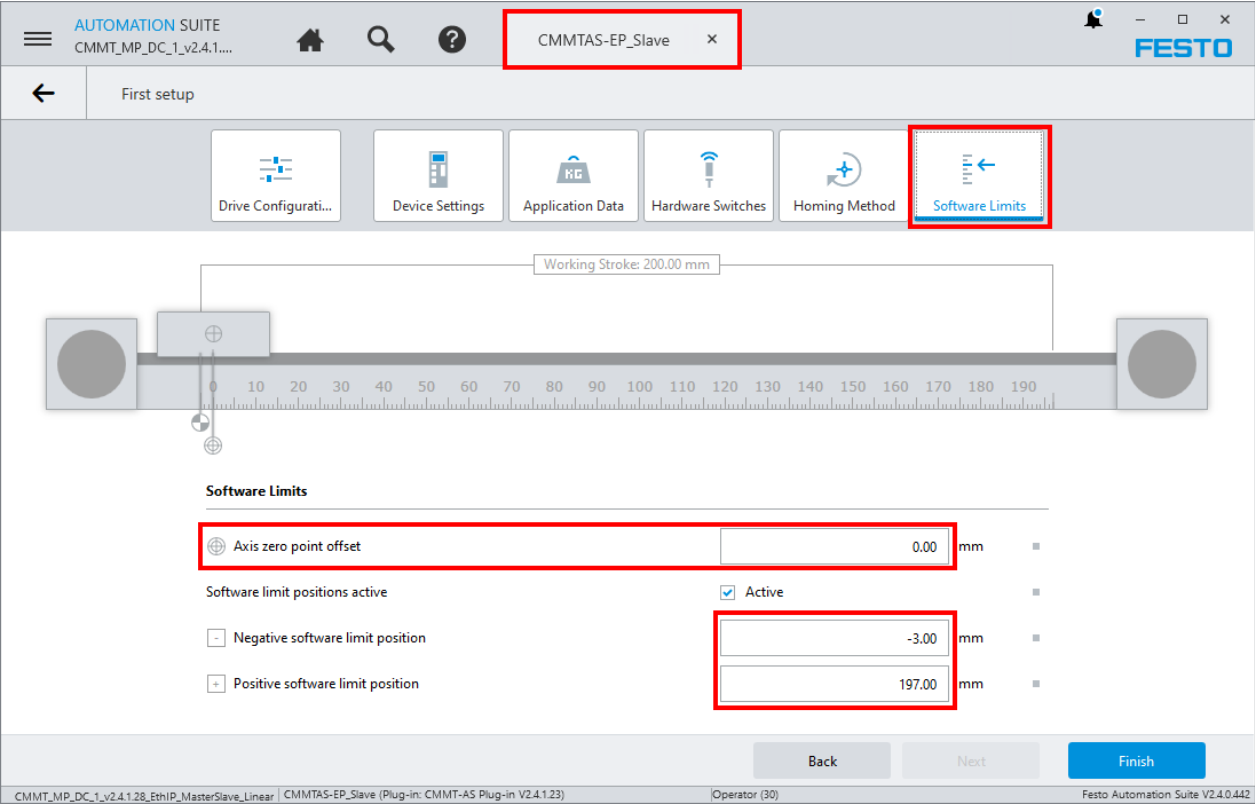 AUTOMATION SUITE
CMMT_MP_DC_1_v2.4.1....
CMMTAS-EP_Slave
FESTO
First setup
Drive Configurati...
Device Settings
KG
Application Data
Hardware Switches
Homing Method
Software Limits
Working Stroke: 200.00 mm
0 10 20 30 40 50 60 70 80 90 100 110 120 130 140 150 160 170 180 190
Software Limits
Axis zero point offset 0.00 mm
Software limit positions active Active
- Negative software limit position -3.00 mm
+ Positive software limit position 197.00 mm
Back Next Finish
CMMT_MP_DC_1_v2.4.1.28_EthIP_MasterSlave_Linear CMMTAS-EP_Slave (Plug-in: CMMT-AS Plug-in V2.4.1.23) Operator (30) Festo Automation Suite V2.4.0.442